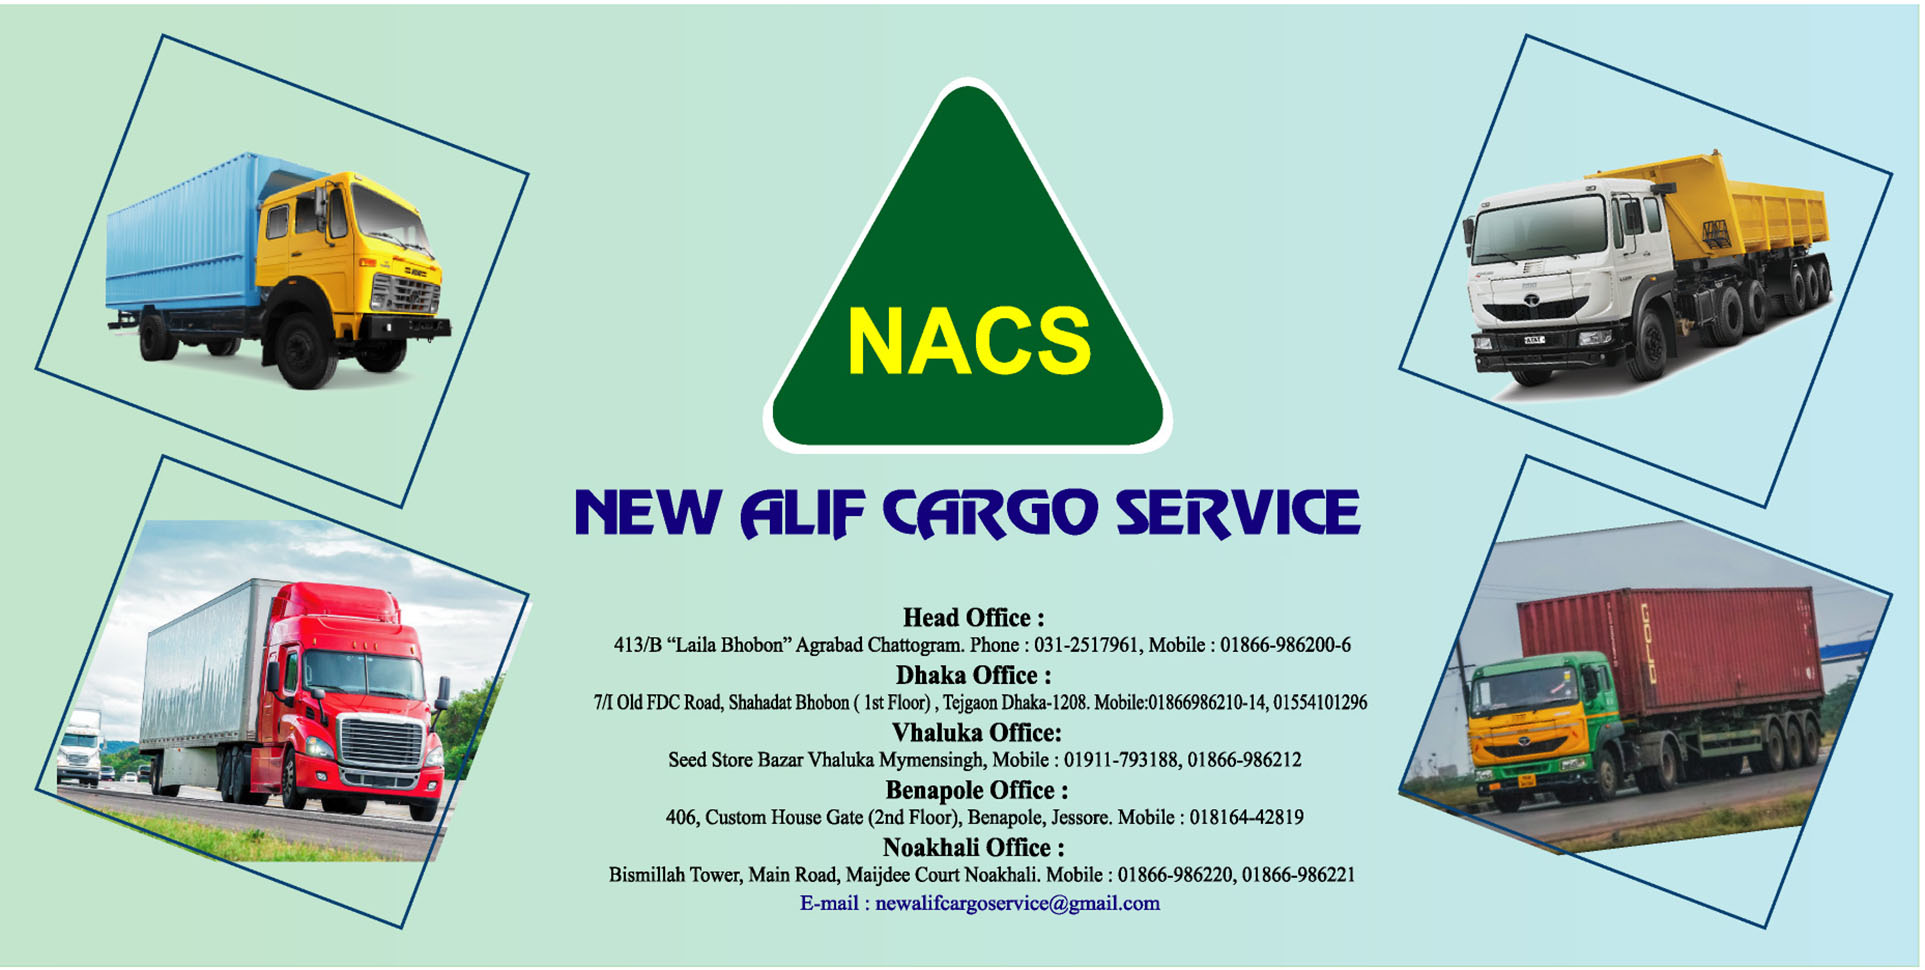 NACS
NEW ALIF CARGO SERVICE
Head Office :
413/B “Laila Bhobon” Agrabad Chattogram. Phone : 031-2517961, Mobile : 01866-986200-6
Dhaka Office :
7/I Old FDC Road, Shahadat Bhobon ( 1st Floor) , Tejgaon Dhaka-1208. Mobile:01866986210-14, 01554101296
Vhaluka Office:
Seed Store Bazar Vhaluka Mymensingh, Mobile : 01911-793188, 01866-986212
Benapole Office :
406, Custom House Gate (2nd Floor), Benapole, Jessore. Mobile : 018164-42819
Noakhali Office :
Bismillah Tower, Main Road, Maijdee Court Noakhali. Mobile : 01866-986220, 01866-986221
E-mail : newalifcargoservice@gmail.com